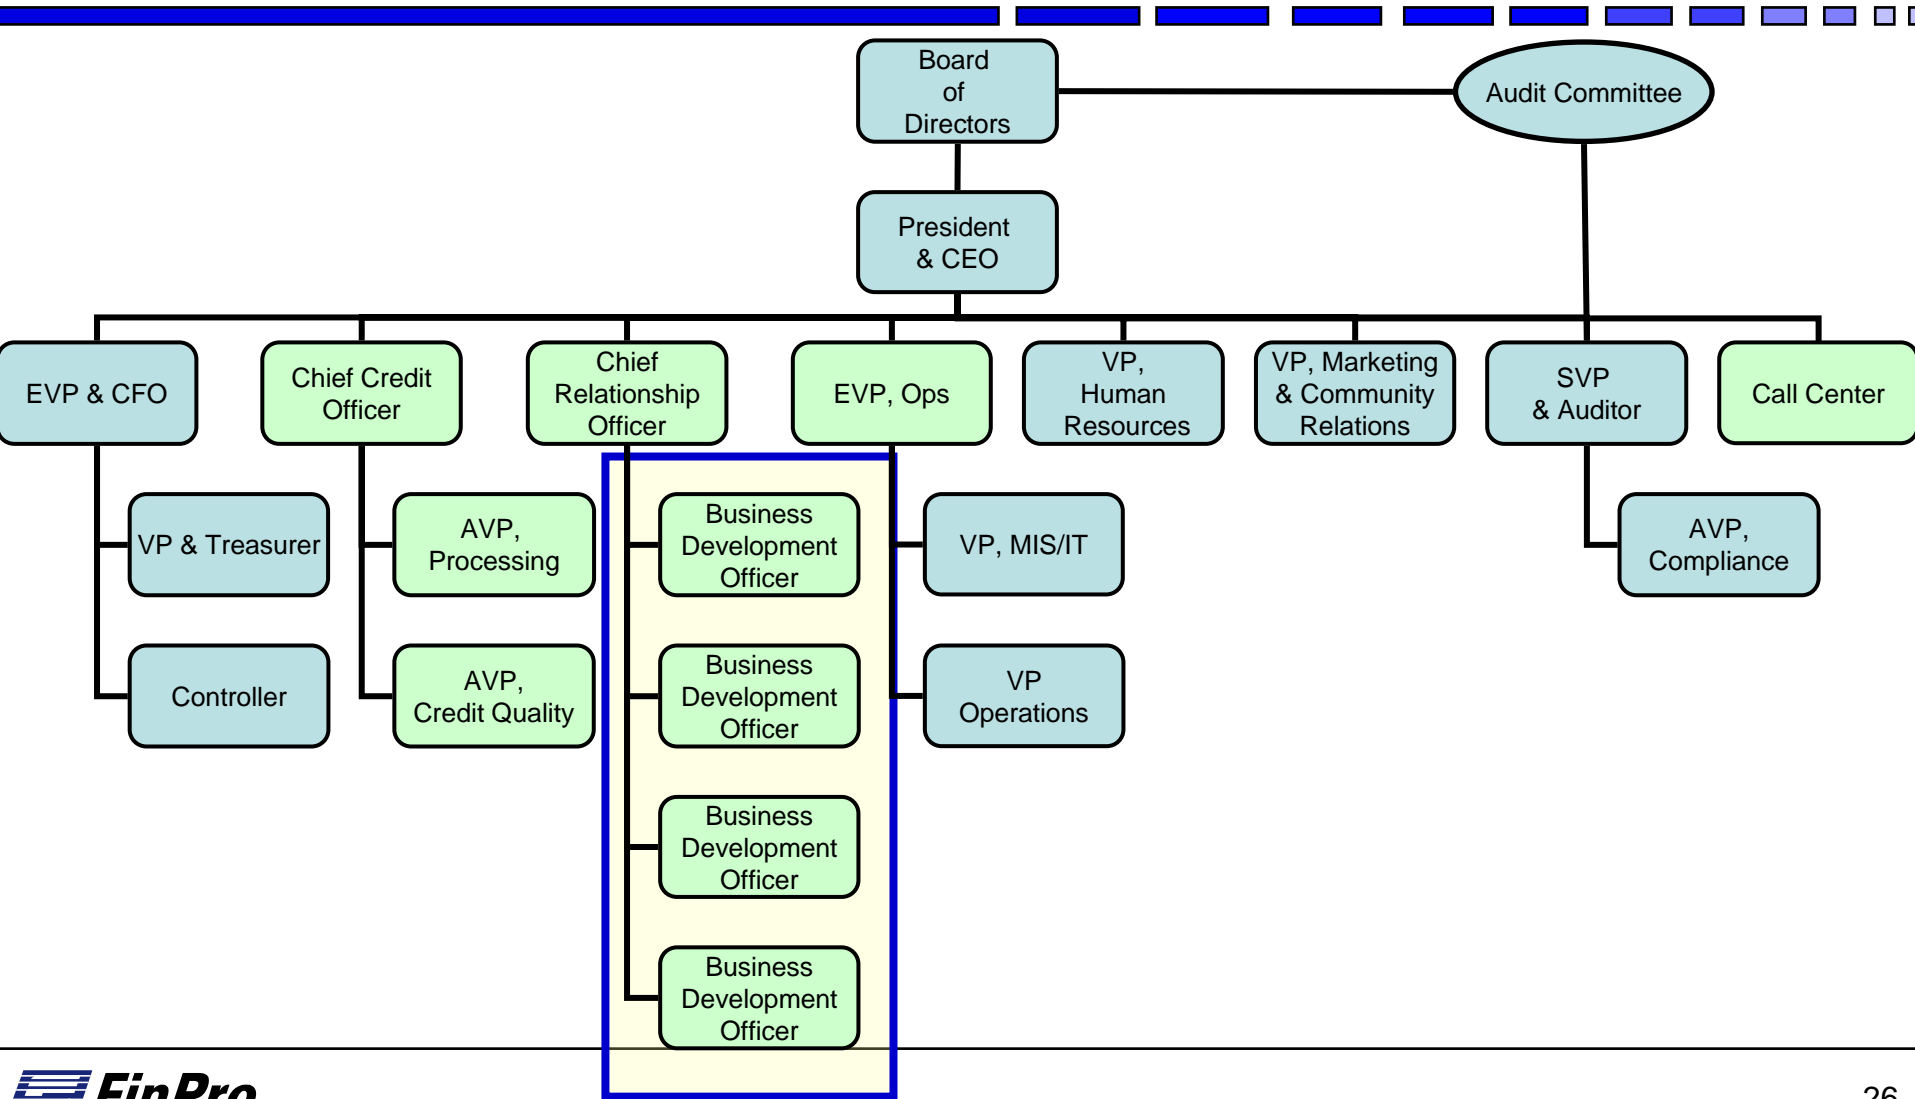 Board
of
Directors
Audit Committee
President
& CEO
EVP & CFO
Chief Credit
Officer
Chief
Relationship
Officer
EVP, Ops
VP,
Human
Resources
VP, Marketing
& Community
Relations
SVP
& Auditor
Call Center
VP & Treasurer
AVP,
Processing
Business
Development
Officer
VP, MIS/IT
AVP,
Compliance
Controller
AVP,
Credit Quality
Business
Development
Officer
VP
Operations
Business
Development
Officer
Business
Development
Officer
FinPro
26